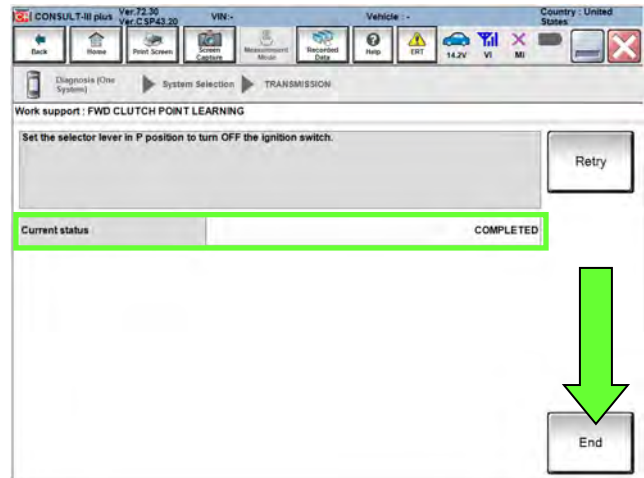 CONSULT-III plus Ver.72.30 VIN:- Vehicle : - Country : United
Ver.CSP43.20 States
Back Home Print Screen Screen Capture Measurement Mode Recorded Data Help ERT 14.2V VI MI
Diagnosis (One System) System Selection TRANSMISSION
Work support : FWD CLUTCH POINT LEARNING
Set the selector lever in P position to turn OFF the ignition switch.
Retry
Current status COMPLETED
End